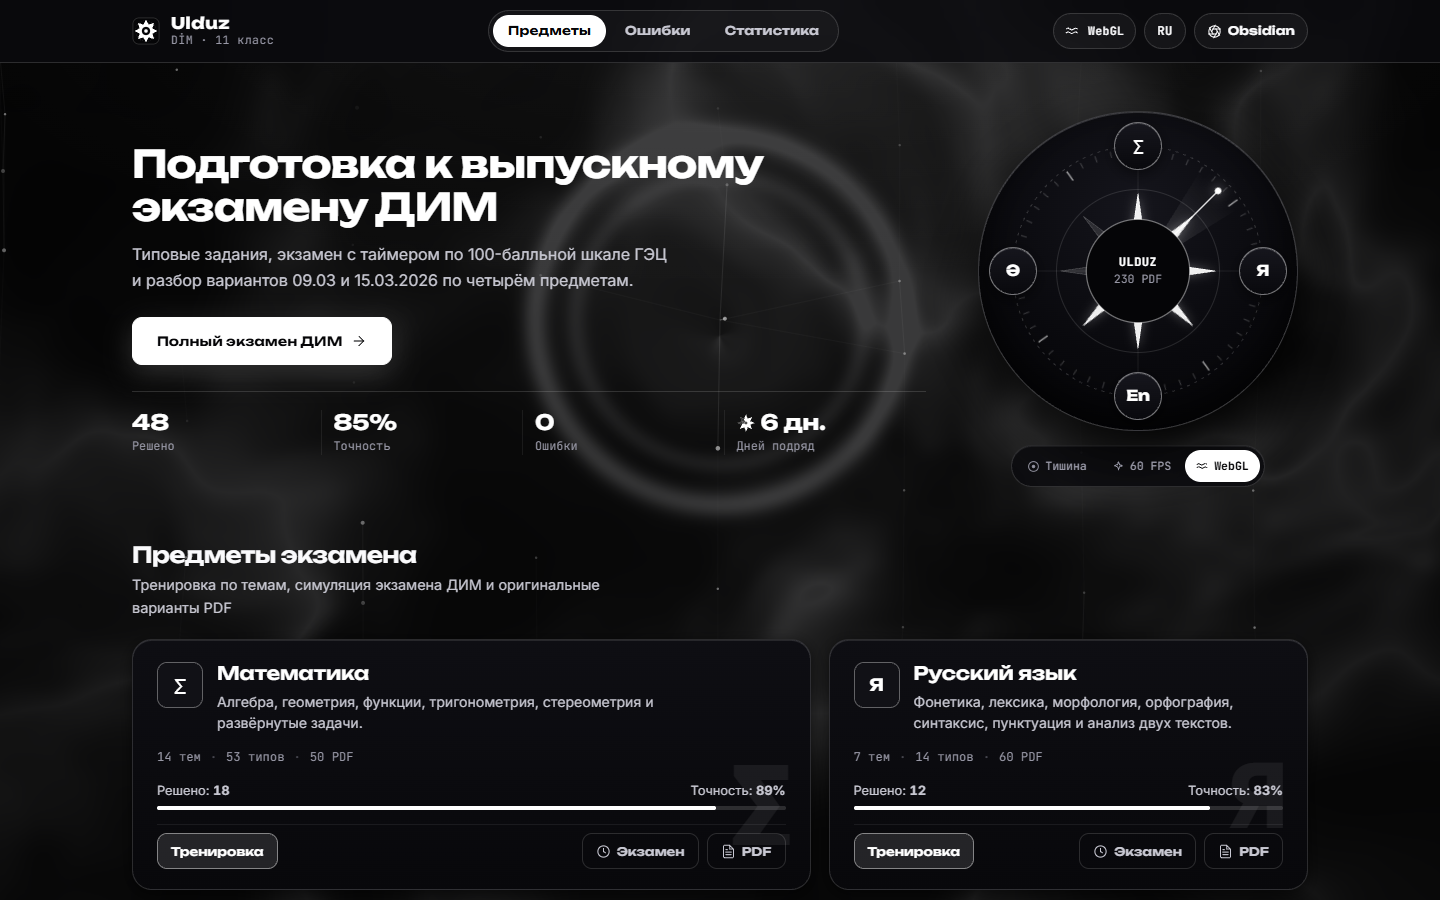 Ulduz
DİM · 11 класс
Предметы
Ошибки
Статистика
WebGL
RU
Obsidian
Подготовка к выпускному
экзамену ДИМ
Типовые задания, экзамен с таймером по 100-балльной шкале ГЭЦ
и разбор вариантов 09.03 и 15.03.2026 по четырём предметам.
Полный экзамен ДИМ →
48
Решено
85%
Точность
0
Ошибки
6 дн.
Дней подряд
Σ
Ə
ULDUZ
230 PDF
Я
En
Тишина
60 FPS
WebGL
Предметы экзамена
Тренировка по темам, симуляция экзамена ДИМ и оригинальные
варианты PDF
Σ
Математика
Алгебра, геометрия, функции, тригонометрия, стереометрия и
развёрнутые задачи.
14 тем · 53 типов · 50 PDF
Решено: 18
Точность: 89%
Σ
Тренировка
Экзамен
PDF
Я
Русский язык
Фонетика, лексика, морфология, орфография,
синтаксис, пунктуация и анализ двух текстов.
7 тем · 14 типов · 60 PDF
Решено: 12
Точность: 83%
Я
Тренировка
Экзамен
PDF